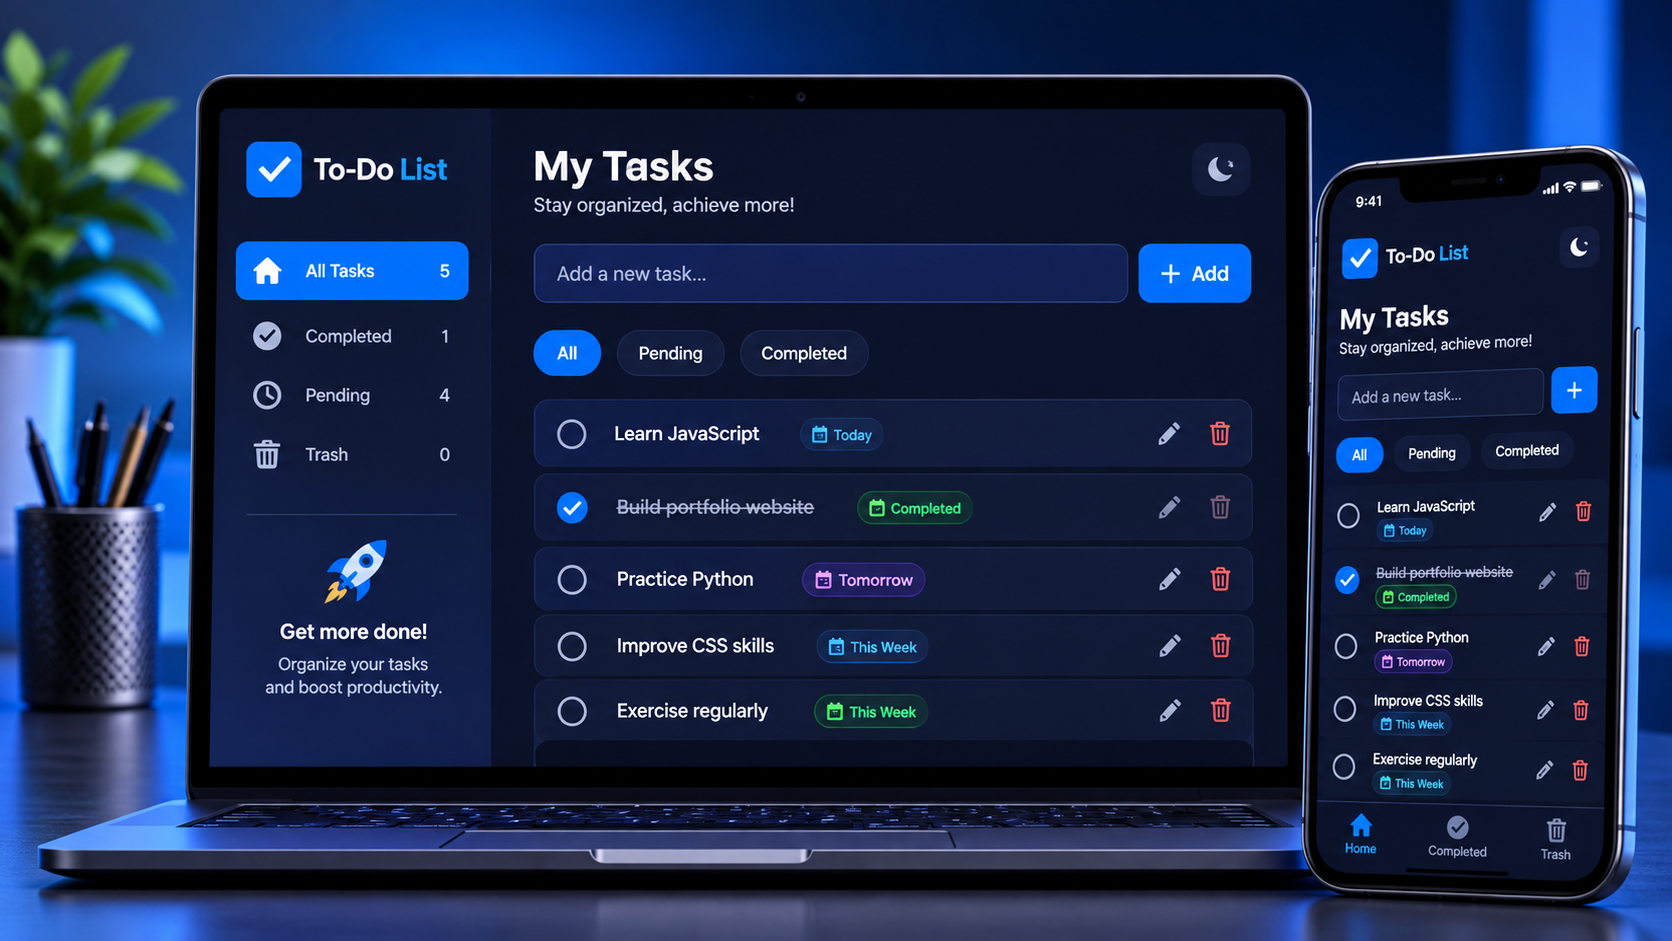 To-Do List
All Tasks 5
Completed 1
Pending 4
Trash 0
Get more done!
Organize your tasks
and boost productivity.
My Tasks
Stay organized, achieve more!
Add a new task...
+ Add
All Pending Completed
Learn JavaScript Today
Build portfolio website Completed
Practice Python Tomorrow
Improve CSS skills This Week
Exercise regularly This Week
9:41
To-Do List
My Tasks
Stay organized, achieve more!
Add a new task...
+
All Pending Completed
Learn JavaScript
Today
Build portfolio website
Completed
Practice Python
Tomorrow
Improve CSS skills
This Week
Exercise regularly
This Week
Home Completed Trash